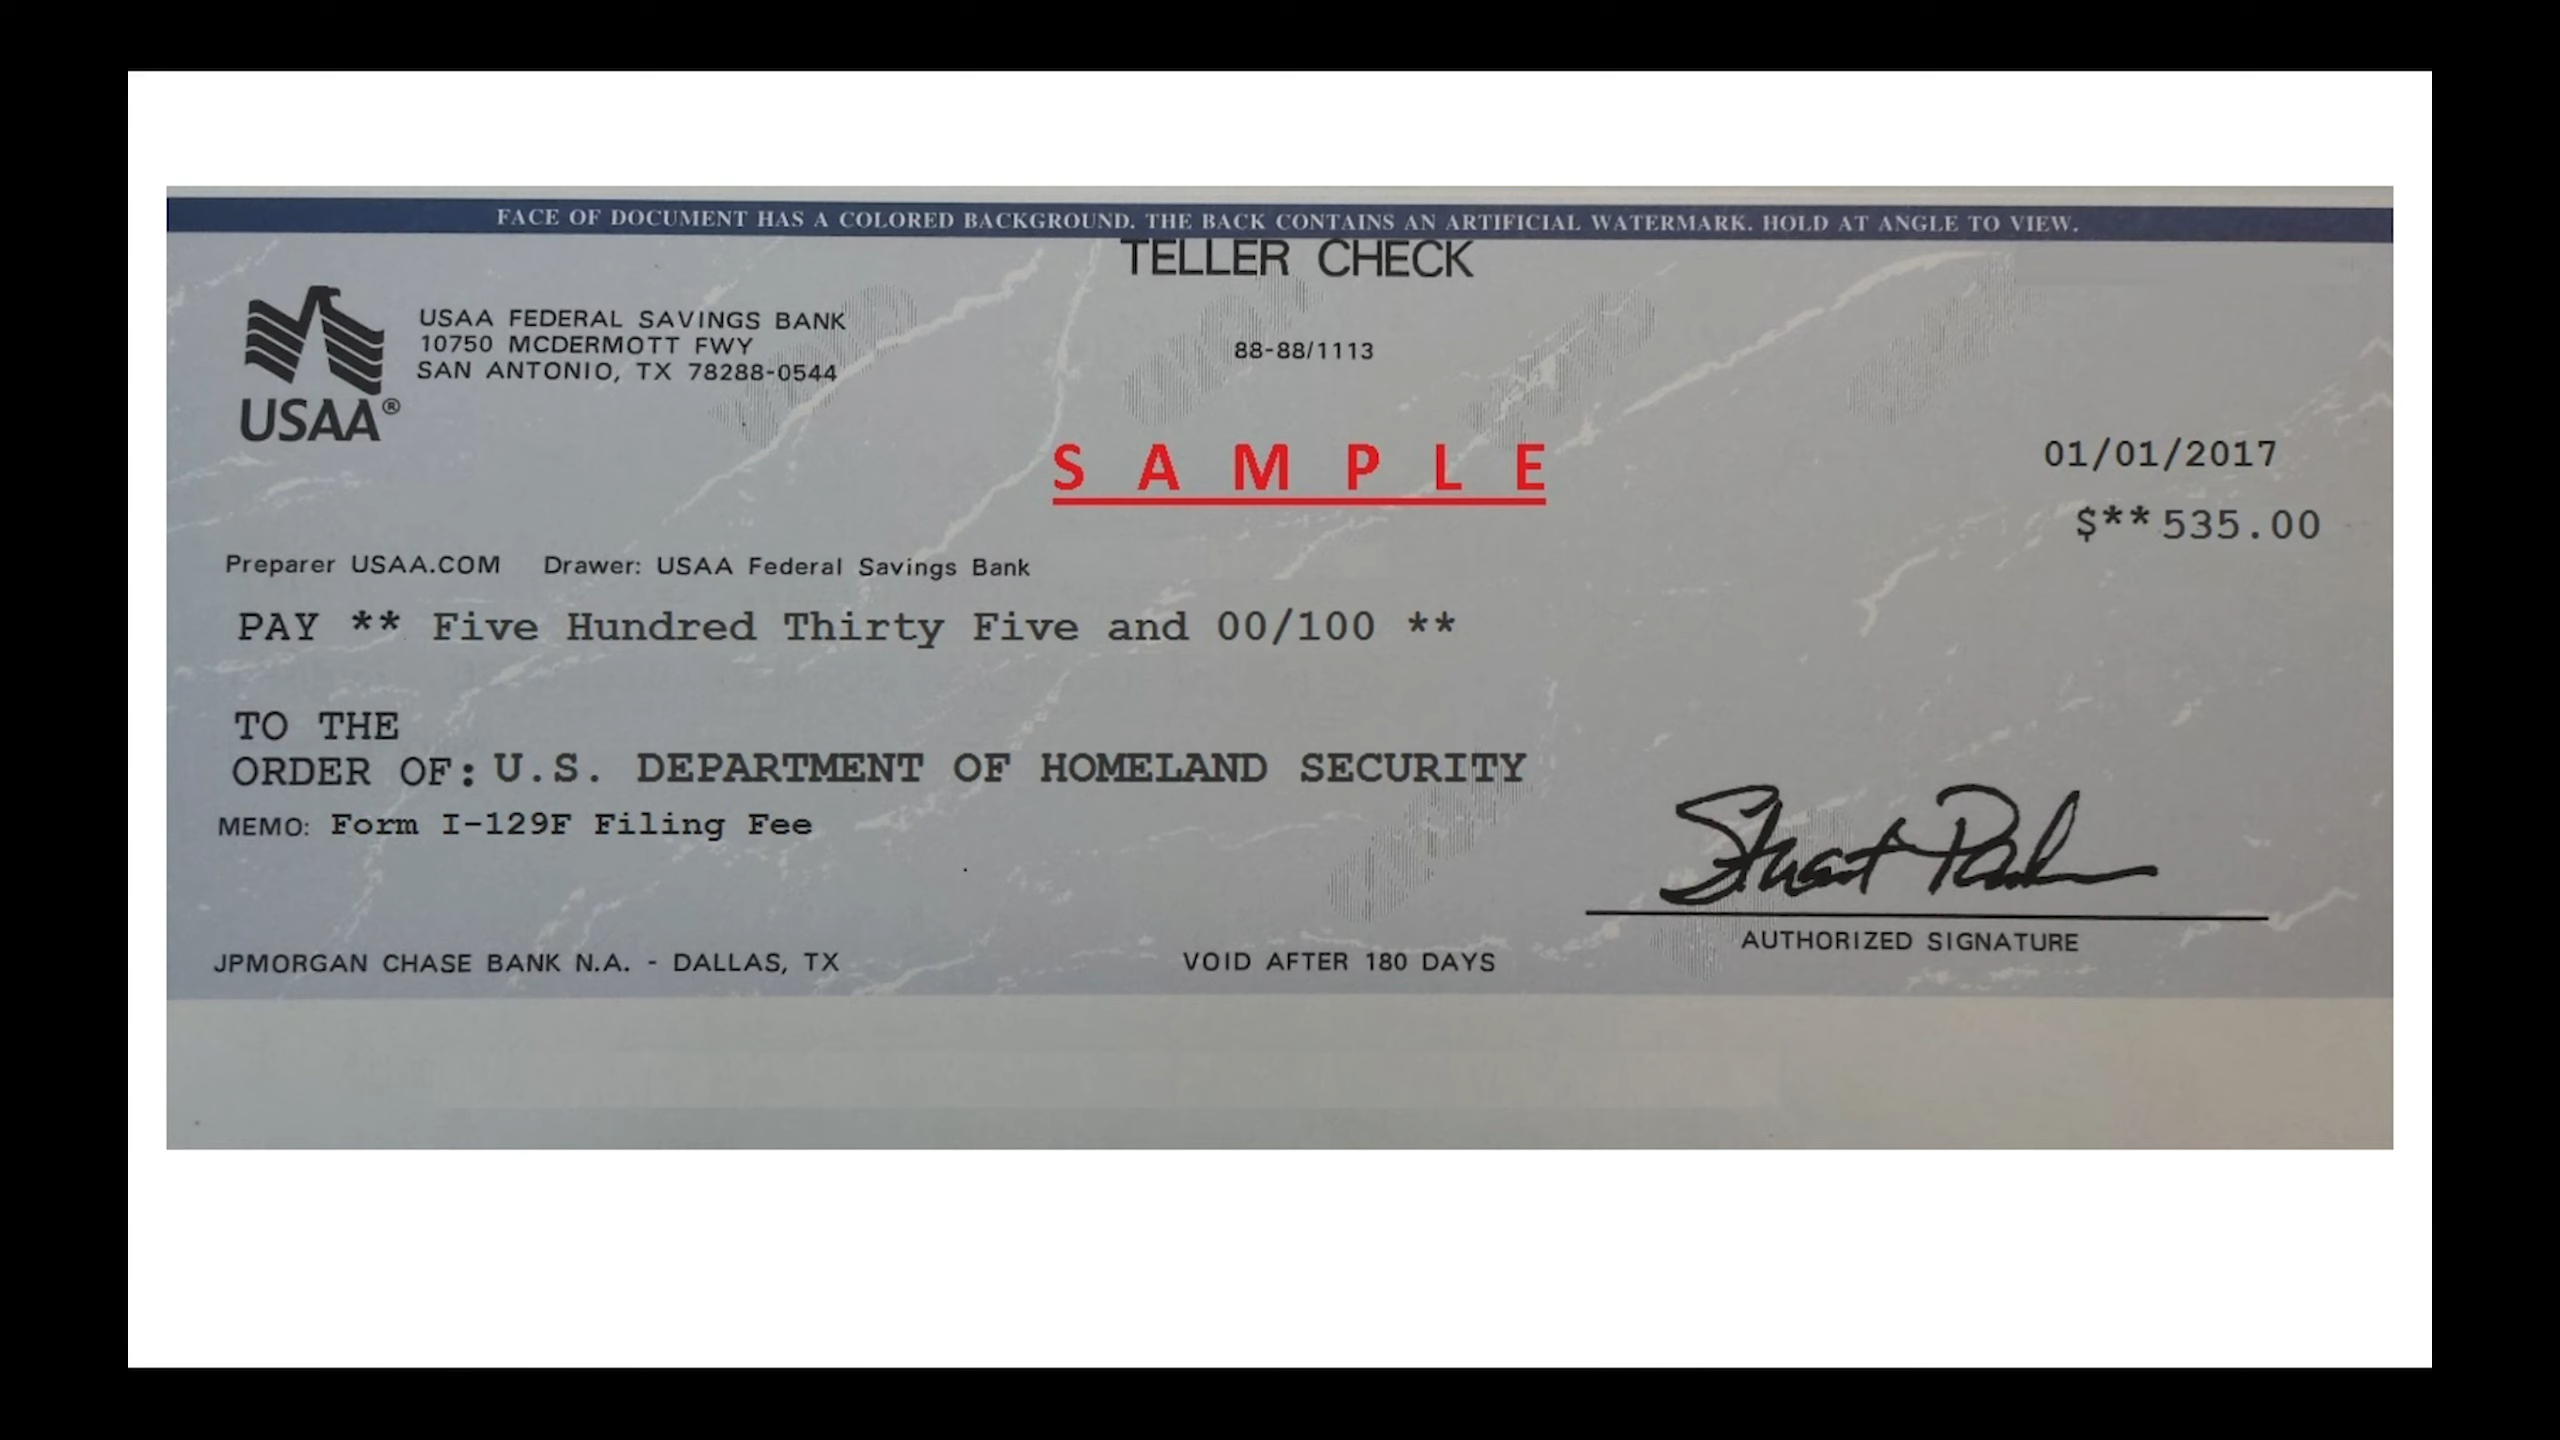 FACE OF DOCUMENT HAS A COLORED BACKGROUND. THE BACK CONTAINS AN ARTIFICIAL WATERMARK. HOLD AT ANGLE TO VIEW.
TELLER CHECK
USAA FEDERAL SAVINGS BANK
10750 MCDERMOTT FWY
SAN ANTONIO, TX 78288-0544
USAA®
88-88/1113
SAMPLE
01/01/2017
$**535.00
Preparer USAA.COM Drawer: USAA Federal Savings Bank
PAY ** Five Hundred Thirty Five and 00/100 **
TO THE
ORDER OF: U.S. DEPARTMENT OF HOMELAND SECURITY
MEMO: Form I-129F Filing Fee
AUTHORIZED SIGNATURE
JPMORGAN CHASE BANK N.A. - DALLAS, TX
VOID AFTER 180 DAYS